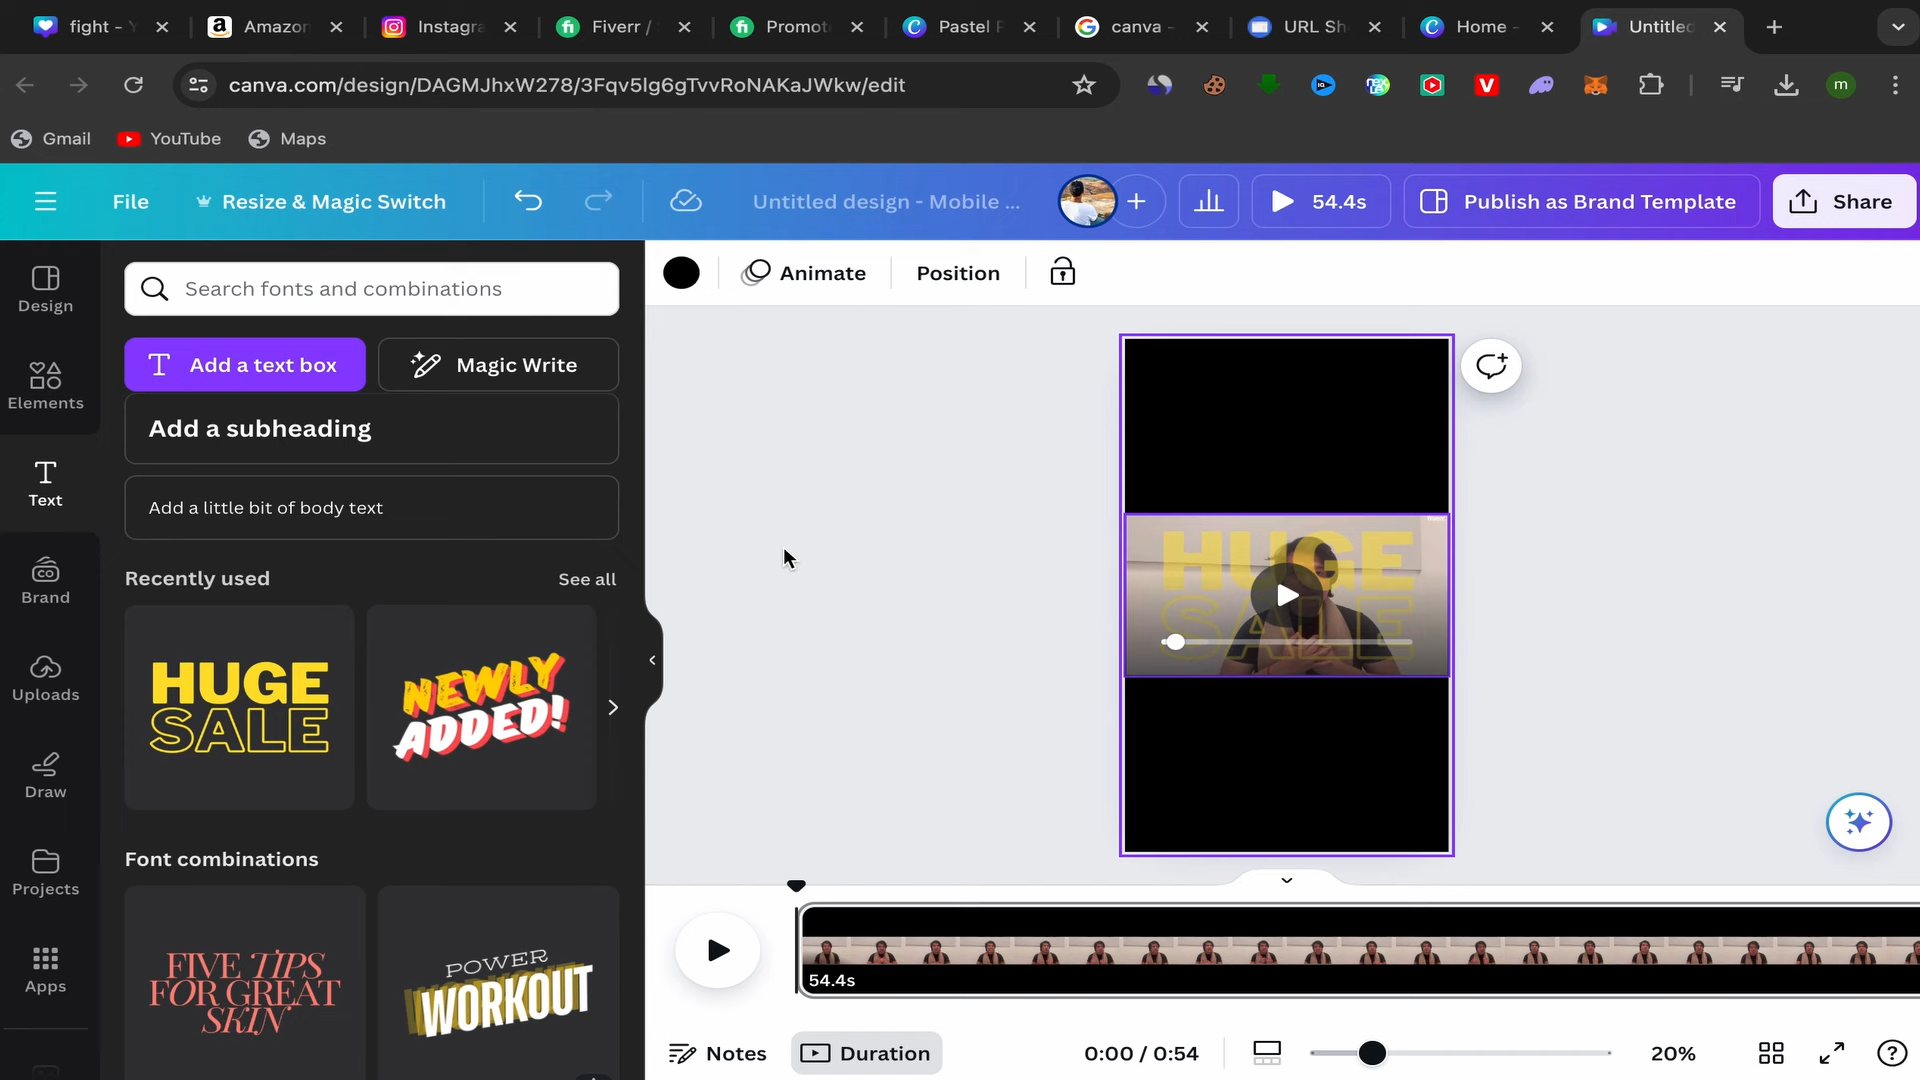 fight - Y
Amazon
Instagra
Fiverr /
Promot
Pastel P
canva -
URL Sh
Home -
Untitled
canva.com/design/DAGMJhxW278/3Fqv5lg6gTvvRoNAKaJWkw/edit
m
Gmail
YouTube
Maps
File
Resize & Magic Switch
Untitled design - Mobile ...
54.4s
Publish as Brand Template
Share
Design
Elements
Text
Brand
Uploads
Draw
Projects
Apps
Search fonts and combinations
Add a text box
Magic Write
Add a subheading
Add a little bit of body text
Recently used
See all
HUGE
SALE
NEWLY
ADDED!
Font combinations
FIVE TIPS
FOR GREAT
SKIN
POWER
WORKOUT
Animate
Position
HUGE
SALE
54.4s
Notes
Duration
0:00 / 0:54
20%